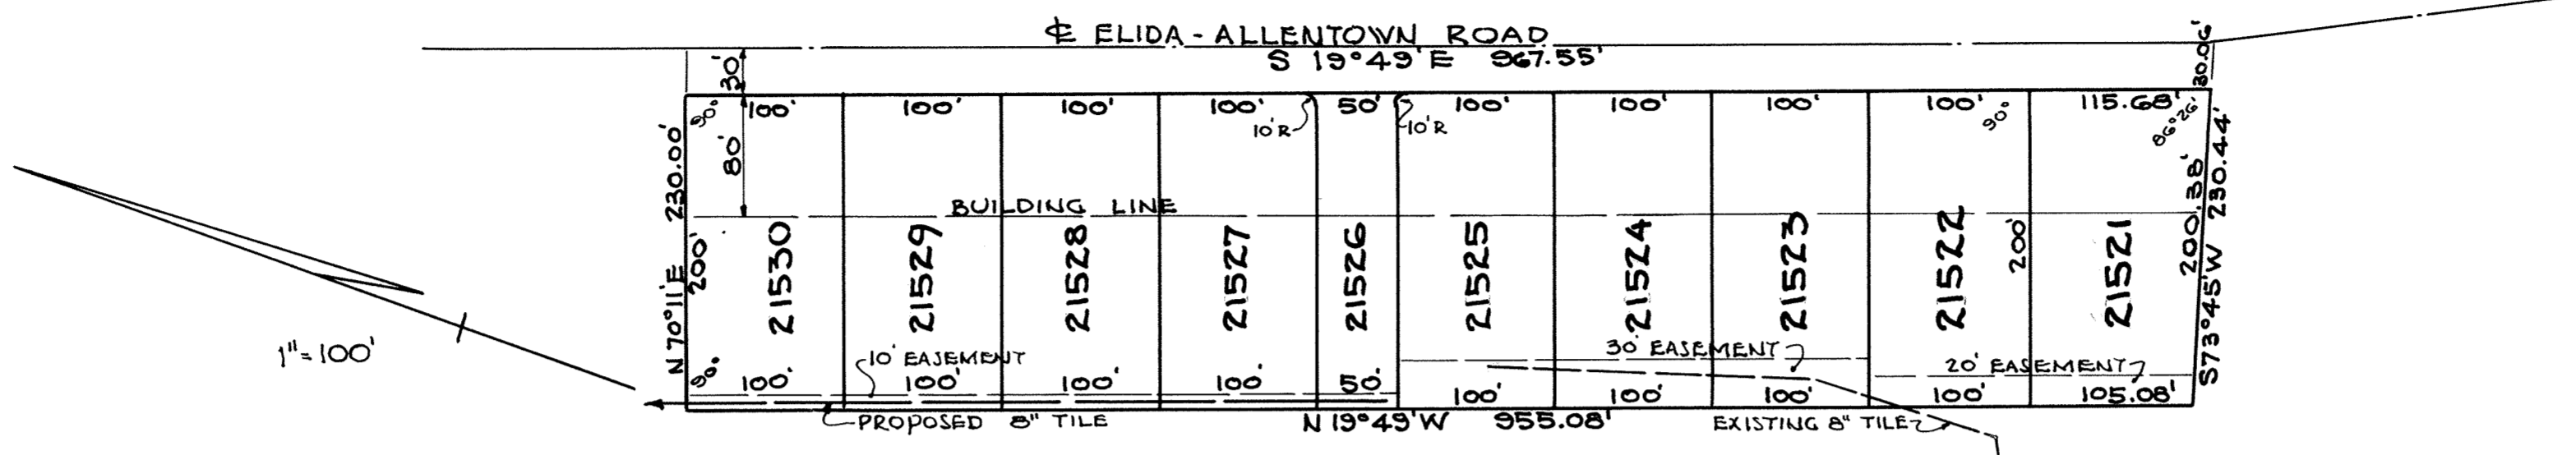 ℄ ELIDA - ALLENTOWN ROAD
S 19°49'E 967.55'
30'
30.06'
90° 100' 100' 100' 100' 50' 100' 100' 100' 100' 90° 115.68' 86°26'
10'R 10'R
80'
N 70°11'E 230.00'
S73°45'W 230.44'
BUILDING LINE
200' 200' 200.38'
21530 21529 21528 21527 21526 21525 21524 21523 21522 21521
1"=100'
10' EASEMENT 30' EASEMENT 20' EASEMENT
90° 100' 100' 100' 100' 50' 100' 100' 100' 100' 105.08'
PROPOSED 8" TILE N 19°49'W 955.08' EXISTING 8" TILE